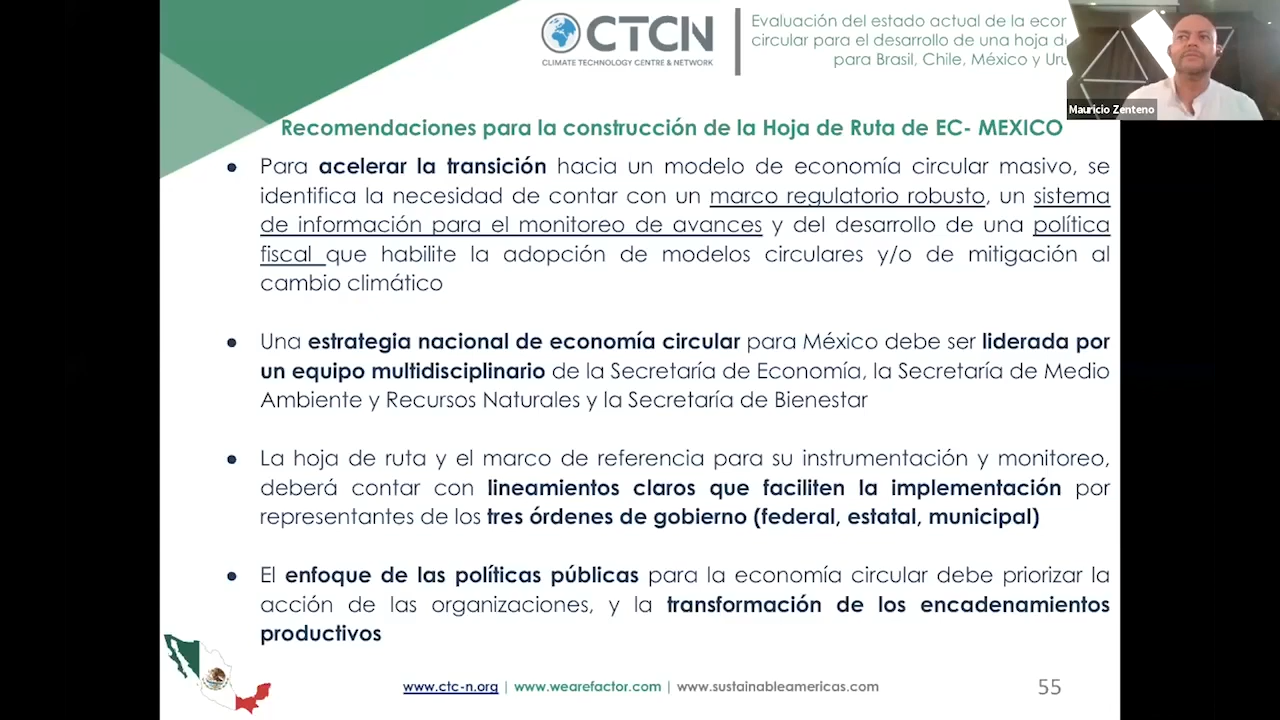 CTCN
CLIMATE TECHNOLOGY CENTRE & NETWORK
Evaluación del estado actual de la
circular para el desarrollo de una hoja
para Brasil, Chile, México y
Mauricio Zenteno
Recomendaciones para la construcción de la Hoja de Ruta de EC- MEXICO
● Para acelerar la transición hacia un modelo de economía circular masivo, se
identifica la necesidad de contar con un marco regulatorio robusto, un sistema
de información para el monitoreo de avances y del desarrollo de una política
fiscal que habilite la adopción de modelos circulares y/o de mitigación al
cambio climático
● Una estrategia nacional de economía circular para México debe ser liderada por
un equipo multidisciplinario de la Secretaría de Economía, la Secretaría de Medio
Ambiente y Recursos Naturales y la Secretaría de Bienestar
● La hoja de ruta y el marco de referencia para su instrumentación y monitoreo,
deberá contar con lineamientos claros que faciliten la implementación por
representantes de los tres órdenes de gobierno (federal, estatal, municipal)
● El enfoque de las políticas públicas para la economía circular debe priorizar la
acción de las organizaciones, y la transformación de los encadenamientos
productivos
www.ctc-n.org | www.wearefactor.com | www.sustainableamericas.com
55